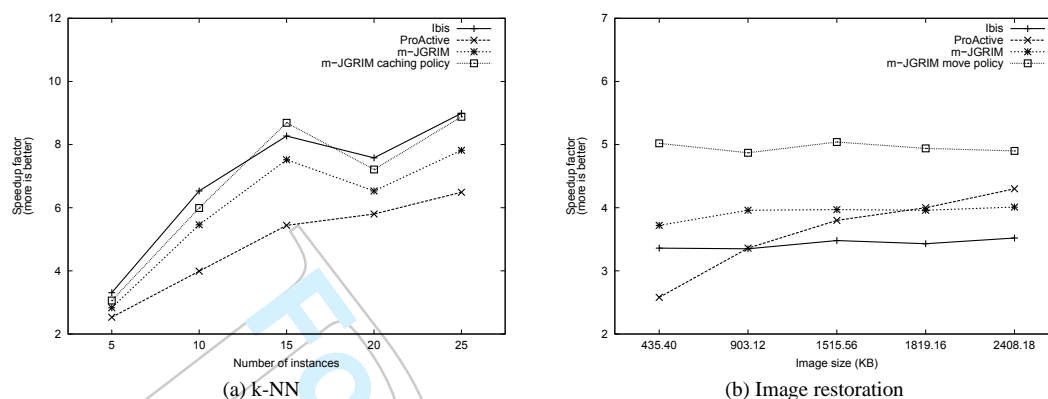 12
10
8
6
4
2
5
10
15
20
25
Speedup factor
(more is better)
Number of instances
Ibis
ProActive
m-JGRIM
m-JGRIM caching policy
(a) k-NN
7
6
5
4
3
2
435.40
903.12
1515.56
1819.16
2408.18
Speedup factor
(more is better)
Image size (KB)
Ibis
ProActive
m-JGRIM
m-JGRIM move policy
(b) Image restoration
Fo